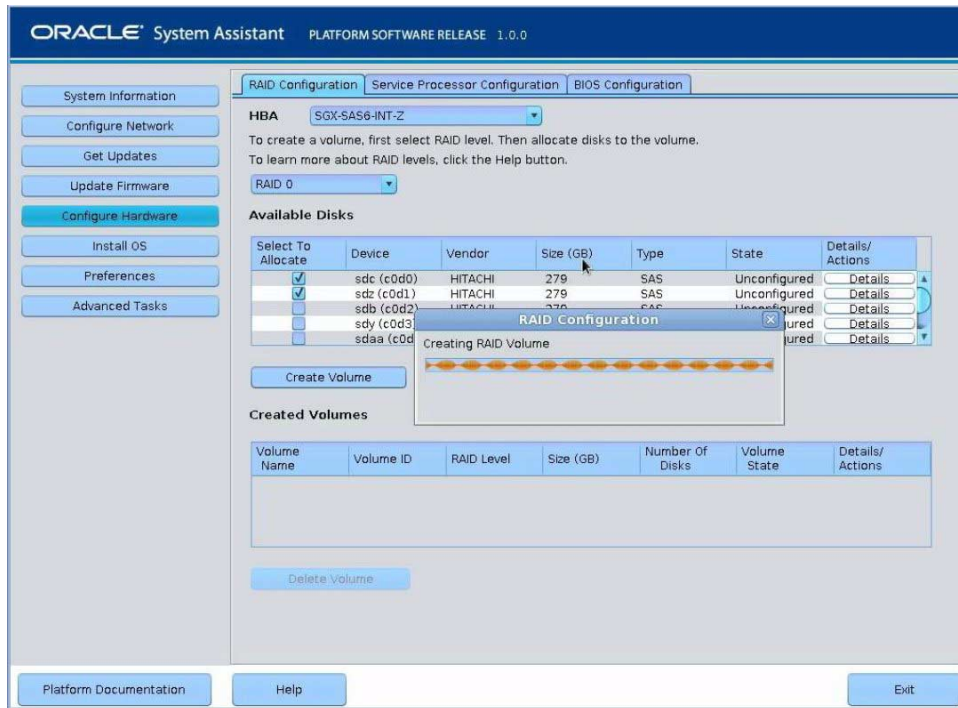 ORACLE System Assistant PLATFORM SOFTWARE RELEASE 1.0.0
System Information
Configure Network
Get Updates
Update Firmware
Configure Hardware
Install OS
Preferences
Advanced Tasks
RAID Configuration Service Processor Configuration BIOS Configuration
HBA SGX-SAS6-INT-Z
To create a volume, first select RAID level. Then allocate disks to the volume.
To learn more about RAID levels, click the Help button.
RAID 0
Available Disks
Select To Allocate Device Vendor Size (GB) Type State Details/ Actions
sdc (c0d0) HITACHI 279 SAS Unconfigured Details
sdz (c0d1) HITACHI 279 SAS Unconfigured Details
sdb (c0d2) HITACHI 279 SAS Unconfigured Details
sdy (c0d3) Details
sdaa (c0d Details
RAID Configuration
Creating RAID Volume
Create Volume
Created Volumes
Volume Name Volume ID RAID Level Size (GB) Number Of Disks Volume State Details/ Actions
Delete Volume
Platform Documentation Help Exit